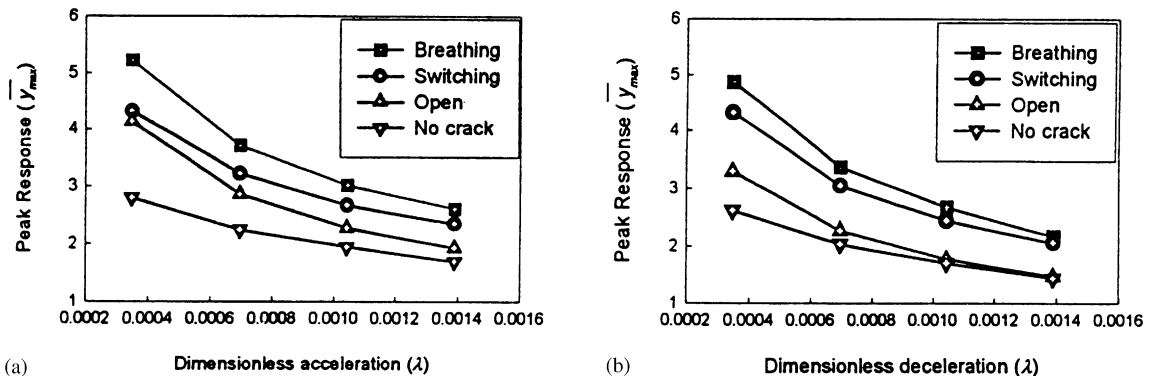 6
5
4
3
2
1
Peak Response ( y̅max )
Breathing
Switching
Open
No crack
0.0002 0.0004 0.0006 0.0008 0.0010 0.0012 0.0014 0.0016
Dimensionless acceleration (λ)
(a)
6
5
4
3
2
1
Peak Response ( y̅max )
Breathing
Switching
Open
No crack
0.0002 0.0004 0.0006 0.0008 0.0010 0.0012 0.0014 0.0016
Dimensionless deceleration (λ)
(b)